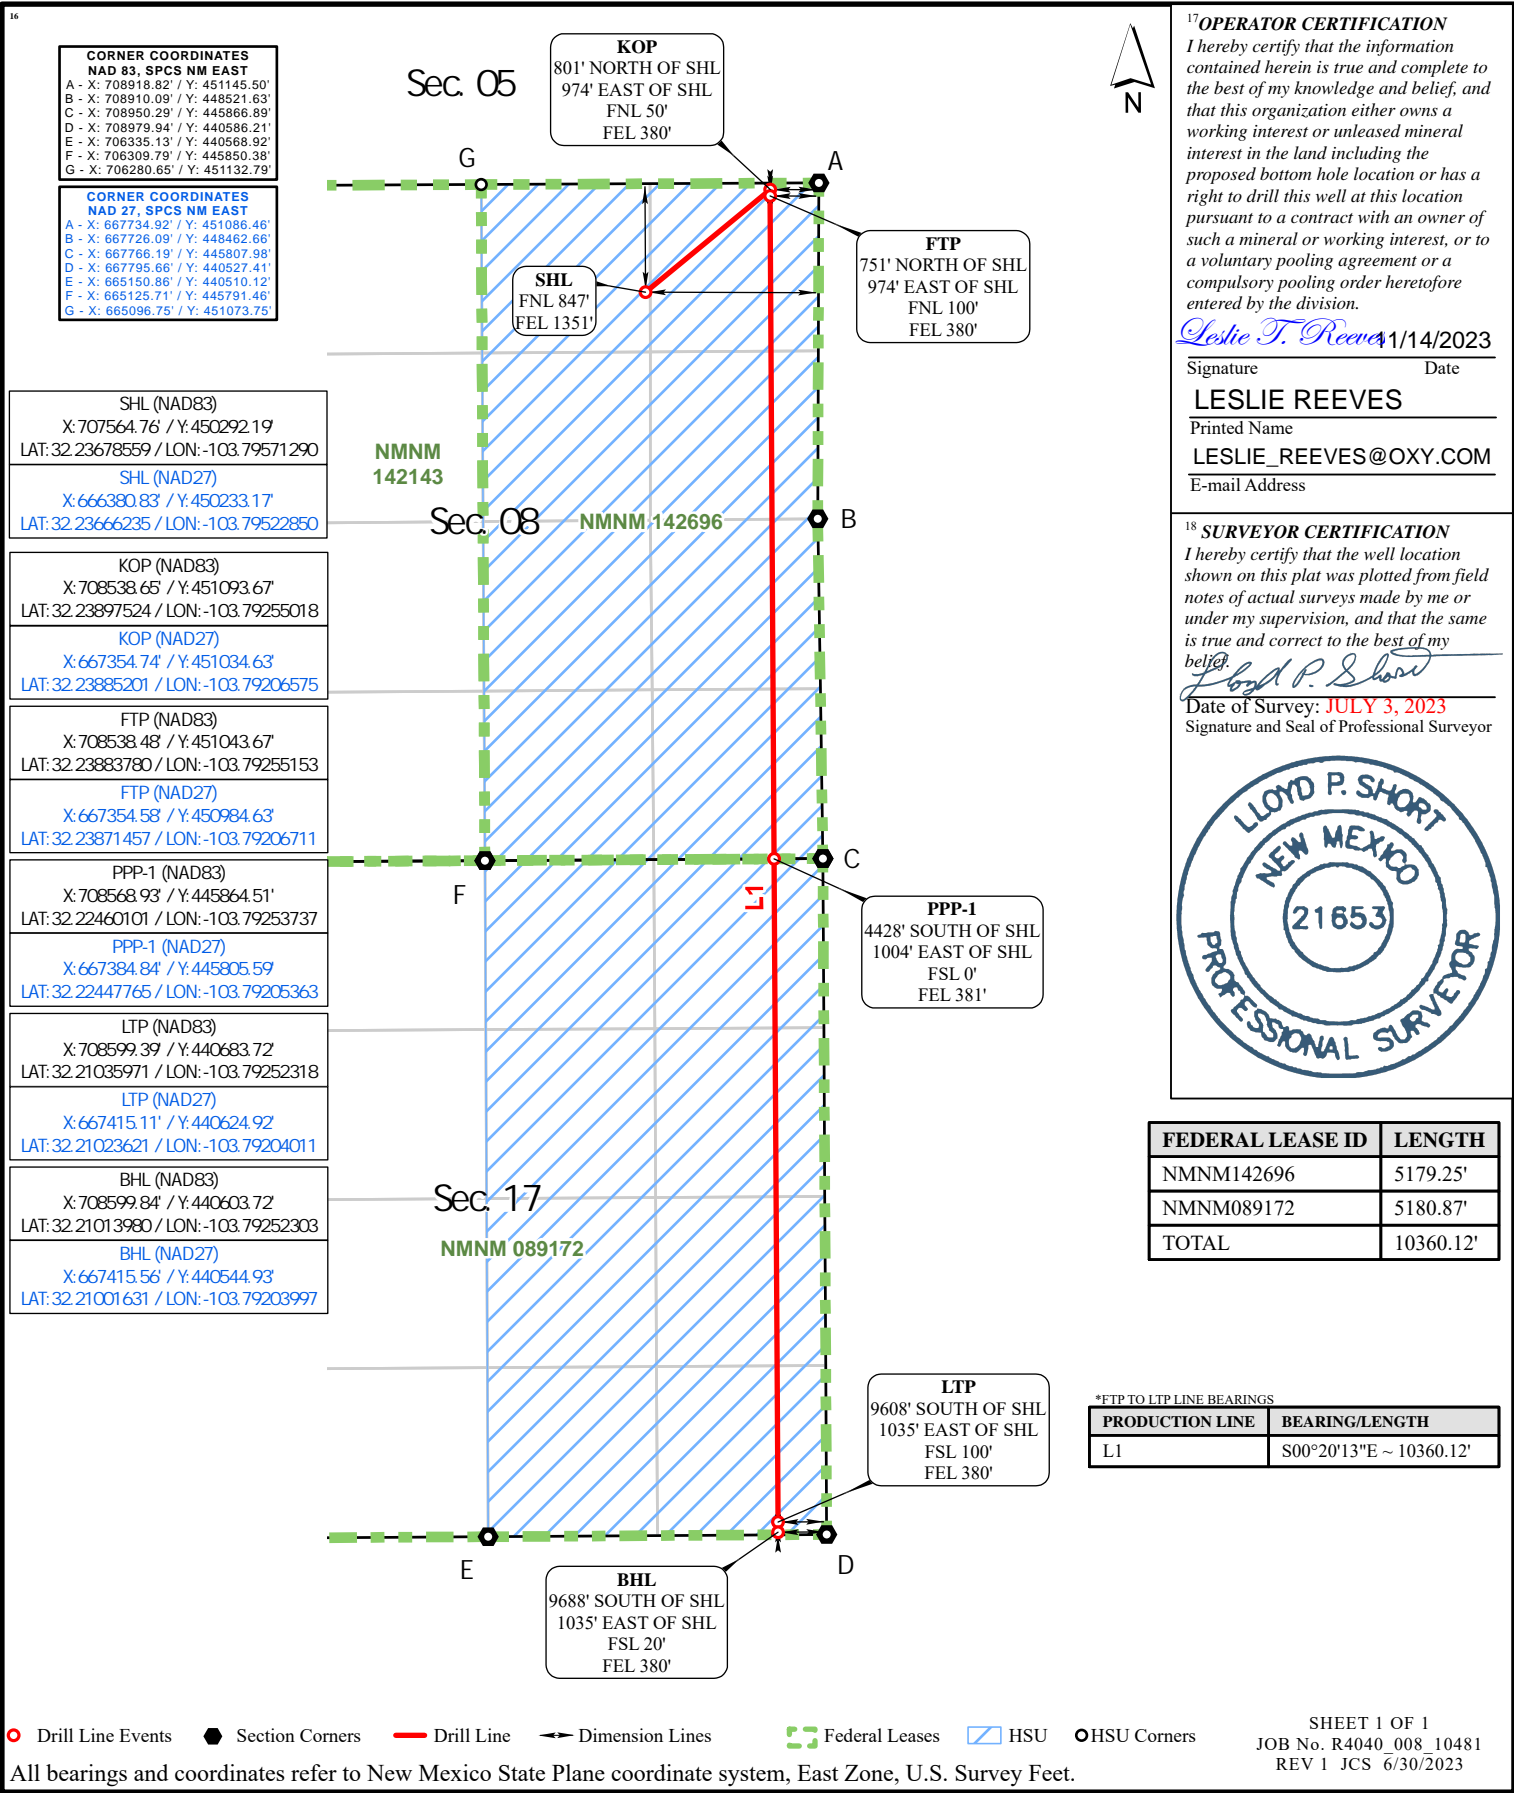 16
CORNER COORDINATES
NAD 83, SPCS NM EAST
A - X: 708918.82' / Y: 451145.50'
B - X: 708910.09' / Y: 448521.63'
C - X: 708950.29' / Y: 445866.89'
D - X: 708979.94' / Y: 440586.21'
E - X: 706335.13' / Y: 440568.92'
F - X: 706309.79' / Y: 445850.38'
G - X: 706280.65' / Y: 451132.79'
CORNER COORDINATES
NAD 27, SPCS NM EAST
A - X: 667734.92' / Y: 451086.46'
B - X: 667726.09' / Y: 448462.66'
C - X: 667766.19' / Y: 445807.98'
D - X: 667795.66' / Y: 440527.41'
E - X: 665150.86' / Y: 440510.12'
F - X: 665125.71' / Y: 445791.46'
G - X: 665096.75' / Y: 451073.75'
SHL (NAD83)
X: 707564.76' / Y: 450292.19'
LAT: 32.23678559 / LON: -103.79571290
SHL (NAD27)
X: 666380.83' / Y: 450233.17'
LAT: 32.23666235 / LON: -103.79522850
KOP (NAD83)
X: 708538.65' / Y: 451093.67'
LAT: 32.23897524 / LON: -103.79255018
KOP (NAD27)
X: 667354.74' / Y: 451034.63'
LAT: 32.23885201 / LON: -103.79206575
FTP (NAD83)
X: 708538.48' / Y: 451043.67'
LAT: 32.23883780 / LON: -103.79255153
FTP (NAD27)
X: 667354.58' / Y: 450984.63'
LAT: 32.23871457 / LON: -103.79206711
PPP-1 (NAD83)
X: 708568.93' / Y: 445864.51'
LAT: 32.22460101 / LON: -103.79253737
PPP-1 (NAD27)
X: 667384.84' / Y: 445805.59'
LAT: 32.22447765 / LON: -103.79205363
LTP (NAD83)
X: 708599.39' / Y: 440683.72'
LAT: 32.21035971 / LON: -103.79252318
LTP (NAD27)
X: 667415.11' / Y: 440624.92'
LAT: 32.21023621 / LON: -103.79204011
BHL (NAD83)
X: 708599.84' / Y: 440603.72'
LAT: 32.21013980 / LON: -103.79252303
BHL (NAD27)
X: 667415.56' / Y: 440544.93'
LAT: 32.21001631 / LON: -103.79203997
Sec. 05
KOP
801' NORTH OF SHL
974' EAST OF SHL
FNL 50'
FEL 380'
N
G
A
FTP
751' NORTH OF SHL
974' EAST OF SHL
FNL 100'
FEL 380'
SHL
FNL 847'
FEL 1351'
NMNM
142143
Sec. 08
NMNM 142696
B
F
C
L1
PPP-1
4428' SOUTH OF SHL
1004' EAST OF SHL
FSL 0'
FEL 381'
Sec. 17
NMNM 089172
LTP
9608' SOUTH OF SHL
1035' EAST OF SHL
FSL 100'
FEL 380'
E
D
BHL
9688' SOUTH OF SHL
1035' EAST OF SHL
FSL 20'
FEL 380'
17 OPERATOR CERTIFICATION
I hereby certify that the information
contained herein is true and complete to
the best of my knowledge and belief, and
that this organization either owns a
working interest or unleased mineral
interest in the land including the
proposed bottom hole location or has a
right to drill this well at this location
pursuant to a contract with an owner of
such a mineral or working interest, or to
a voluntary pooling agreement or a
compulsory pooling order heretofore
entered by the division.
Leslie T. Reeves 11/14/2023
Signature Date
LESLIE REEVES
Printed Name
LESLIE_REEVES@OXY.COM
E-mail Address
18 SURVEYOR CERTIFICATION
I hereby certify that the well location
shown on this plat was plotted from field
notes of actual surveys made by me or
under my supervision, and that the same
is true and correct to the best of my
belief.
Lloyd P. Short
Date of Survey: JULY 3, 2023
Signature and Seal of Professional Surveyor
LLOYD P. SHORT
NEW MEXICO
21653
PROFESSIONAL SURVEYOR
FEDERAL LEASE ID LENGTH
NMNM142696 5179.25'
NMNM089172 5180.87'
TOTAL 10360.12'
*FTP TO LTP LINE BEARINGS
PRODUCTION LINE BEARING/LENGTH
L1 S00°20'13"E ~ 10360.12'
Drill Line Events Section Corners Drill Line Dimension Lines Federal Leases HSU HSU Corners
All bearings and coordinates refer to New Mexico State Plane coordinate system, East Zone, U.S. Survey Feet.
SHEET 1 OF 1
JOB No. R4040_008_10481
REV 1 JCS 6/30/2023